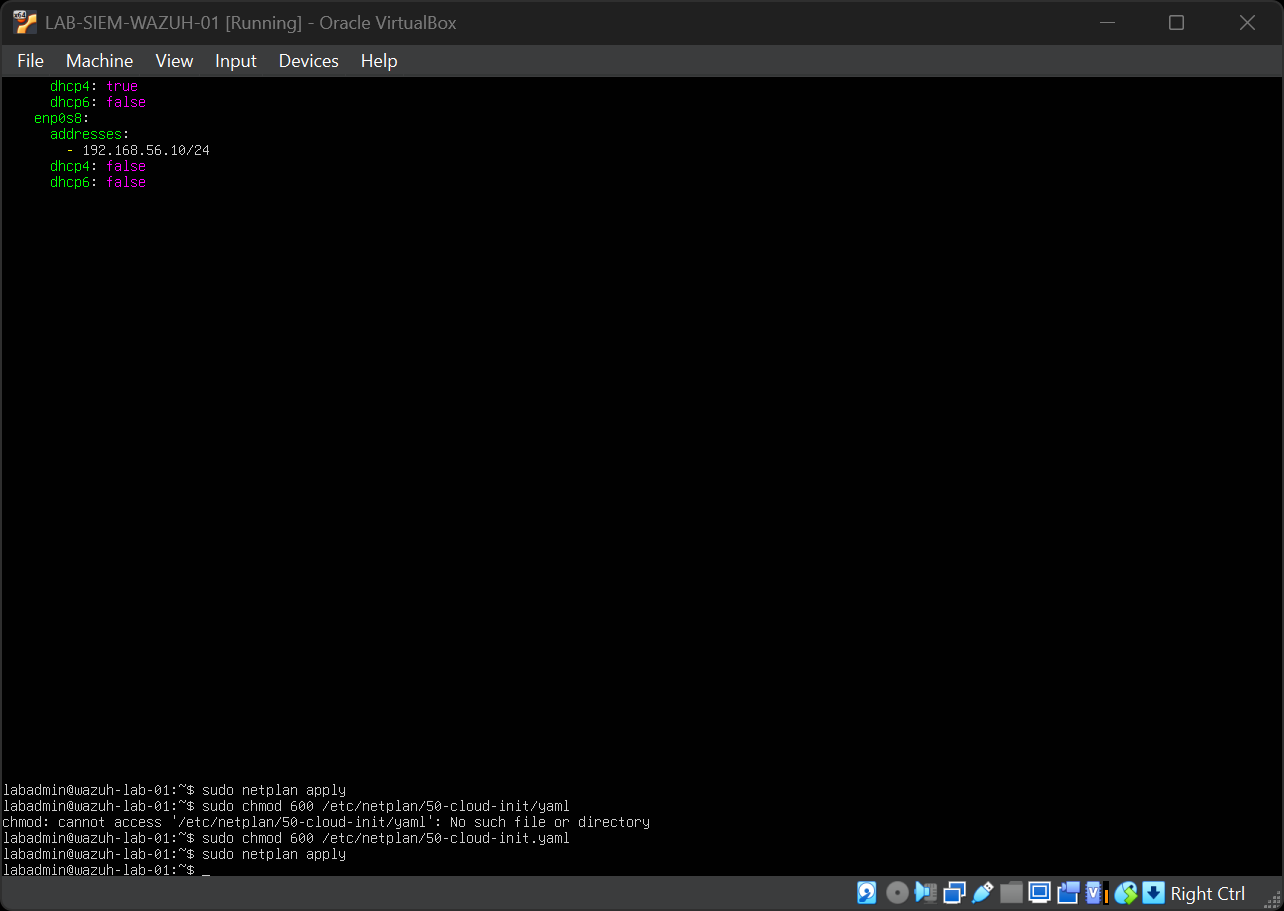 LAB-SIEM-WAZUH-01 [Running] - Oracle VirtualBox
File Machine View Input Devices Help
dhcp4: true
dhcp6: false
enp0s8:
addresses:
- 192.168.56.10/24
dhcp4: false
dhcp6: false
labadmin@wazuh-lab-01:~$ sudo netplan apply
labadmin@wazuh-lab-01:~$ sudo chmod 600 /etc/netplan/50-cloud-init/yaml
chmod: cannot access '/etc/netplan/50-cloud-init/yaml': No such file or directory
labadmin@wazuh-lab-01:~$ sudo chmod 600 /etc/netplan/50-cloud-init.yaml
labadmin@wazuh-lab-01:~$ sudo netplan apply
labadmin@wazuh-lab-01:~$ _
Right Ctrl